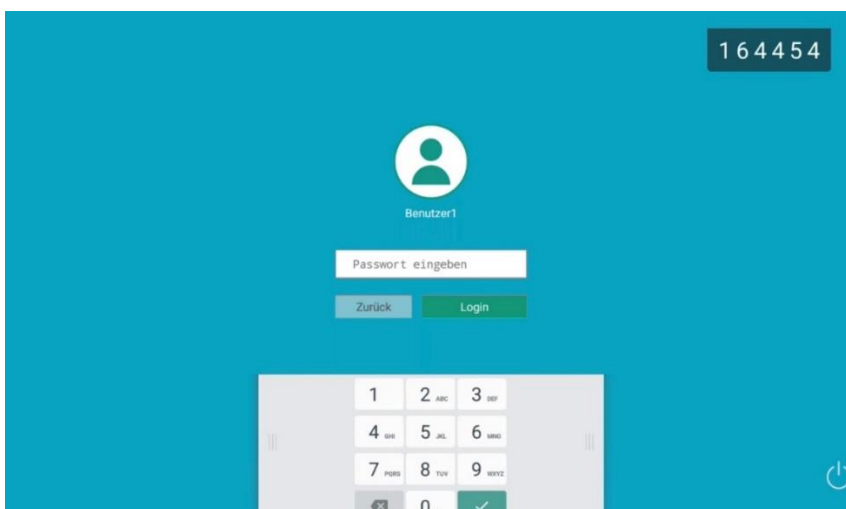 164454
Benutzer1
Passwort eingeben
Zurück Login
1 2 ABC 3 DEF
4 GHI 5 JKL 6 MNO
7 PQRS 8 TUV 9 WXYZ
0